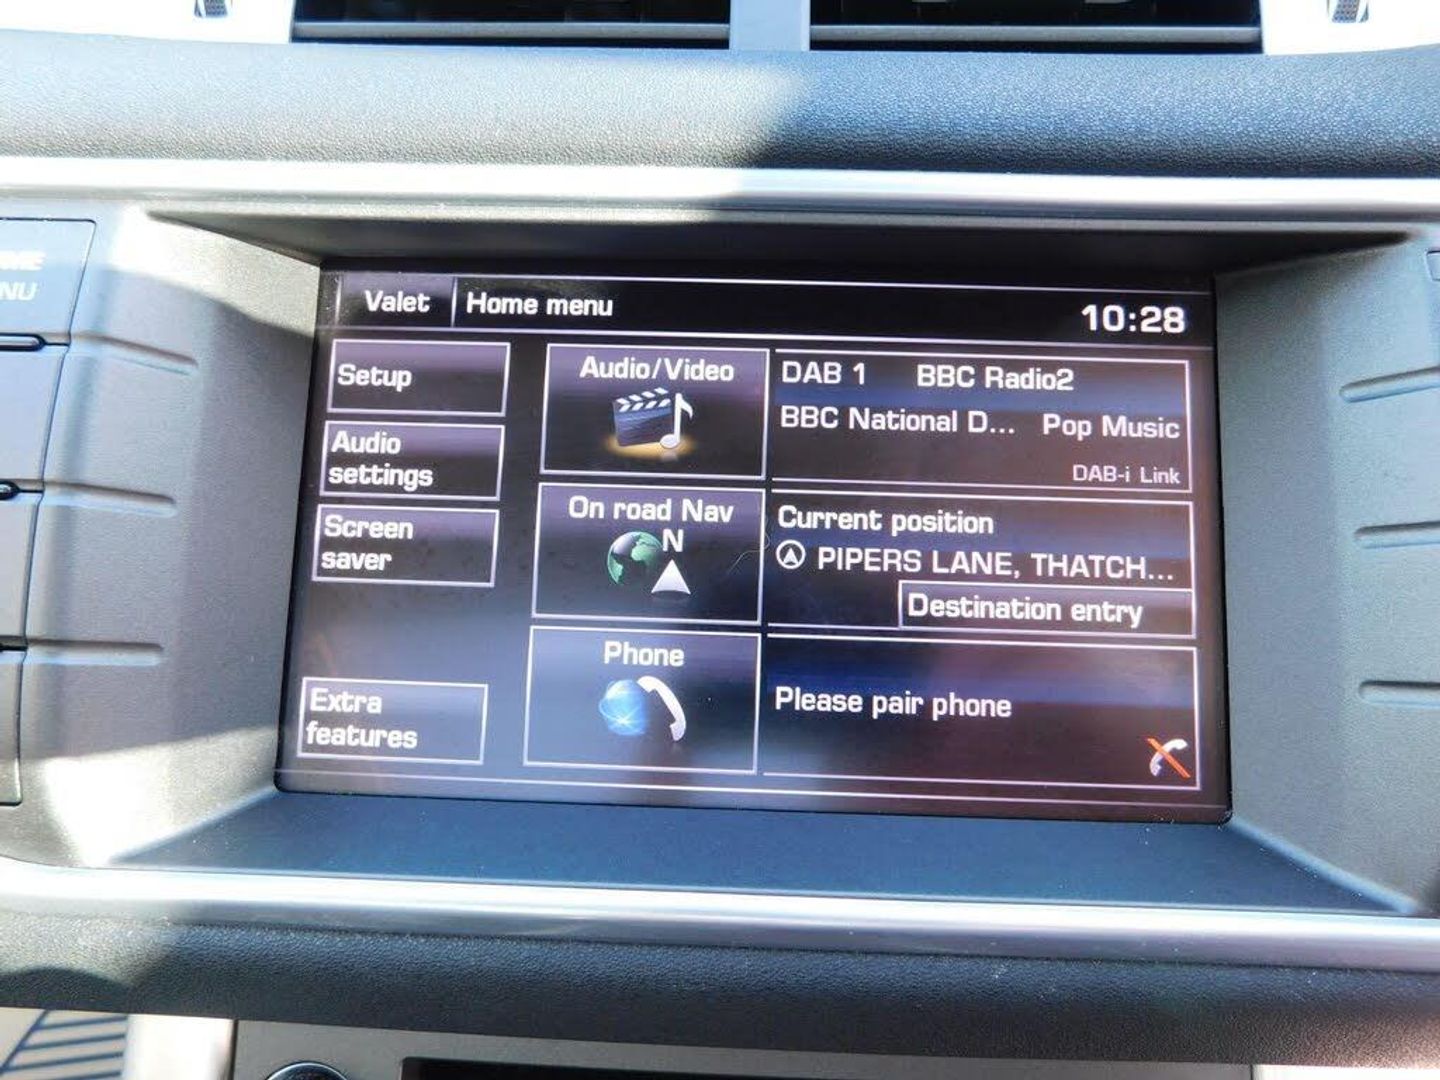 Valet Home menu 10:28
Setup
Audio
settings
Screen
saver
Extra
features
Audio/Video
On road Nav
N
Phone
DAB 1 BBC Radio2
BBC National D... Pop Music
DAB-i Link
Current position
PIPERS LANE, THATCH...
Destination entry
Please pair phone